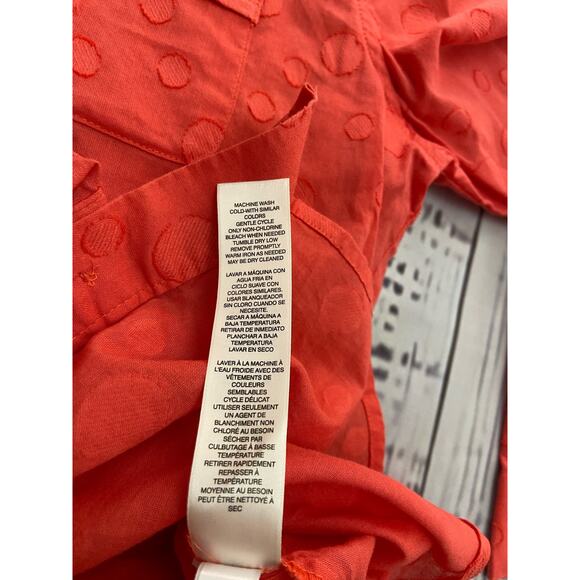 MACHINE WASH
COLD-WITH SIMILAR
COLORS
GENTLE CYCLE
ONLY NON-CHLORINE
BLEACH WHEN NEEDED
TUMBLE DRY LOW
REMOVE PROMPTLY
WARM IRON AS NEEDED
MAY BE DRY CLEANED
LAVAR A MÁQUINA CON
AGUA FRIA EN
CICLO SUAVE CON
COLORES SIMILARES.
USAR BLANQUEADOR
SIN CLORO CUANDO SE
NECESITE.
SECAR A MÁQUINA A
BAJA TEMPERATURA
RETIRAR DE INMEDIATO
PLANCHAR A BAJA
TEMPERATURA
LAVAR EN SECO
LAVER À LA MACHINE À
L'EAU FROIDE AVEC DES
VÊTEMENTS DE
COULEURS
SEMBLABLES
CYCLE DÉLICAT
UTILISER SEULEMENT
UN AGENT DE
BLANCHIMENT NON
CHLORÉ AU BESOIN
SÉCHER PAR
CULBUTAGE À BASSE
TEMPÉRATURE
RETIRER RAPIDEMENT
REPASSER À
TEMPÉRATURE
MOYENNE AU BESOIN
PEUT ÊTRE NETTOYÉ À
SEC